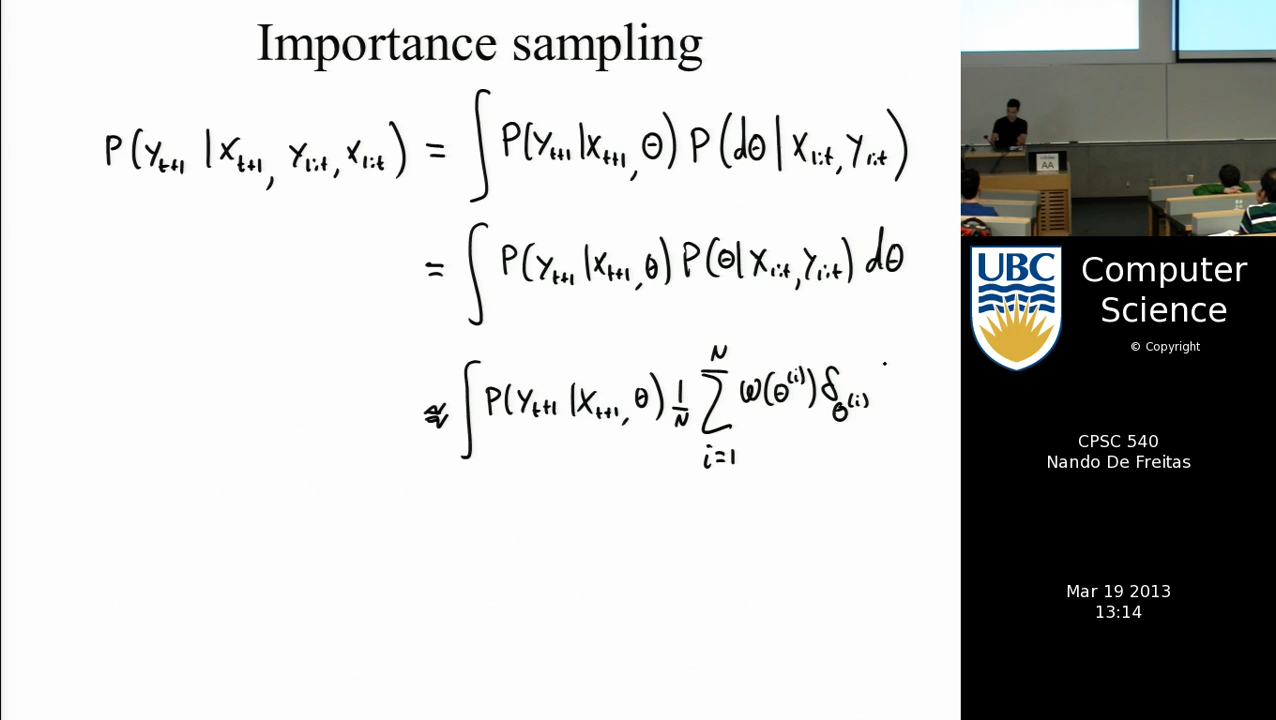 Importance sampling
P(y_{t+1} | x_{t+1}, y_{1:t}, x_{1:t}) = ∫ P(y_{t+1} | x_{t+1}, θ) P(dθ | x_{1:t}, y_{1:t})
= ∫ P(y_{t+1} | x_{t+1}, θ) P(θ | x_{1:t}, y_{1:t}) dθ
≈ ∫ P(y_{t+1} | x_{t+1}, θ) 1/N ∑_{i=1}^{N} ω(θ^{(i)}) δ_{θ^{(i)}}
AA
UBC
Computer
Science
© Copyright
CPSC 540
Nando De Freitas
Mar 19 2013
13:14